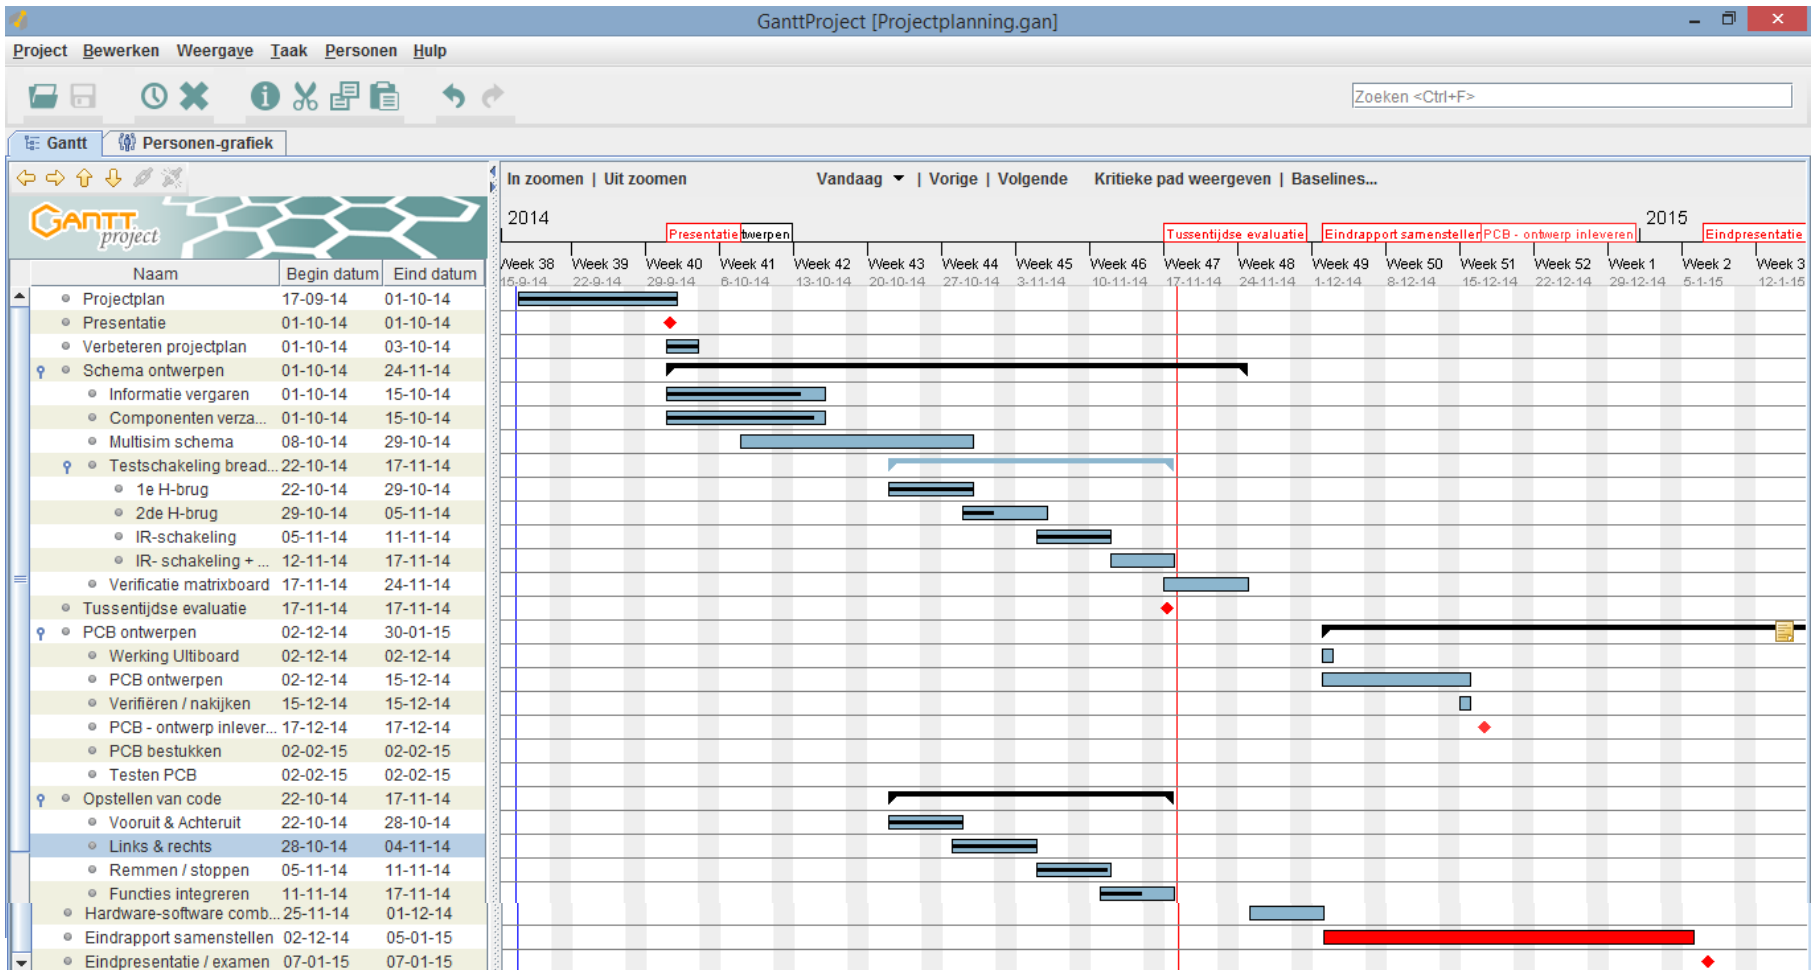 GanttProject [Projectplanning.gan]
Project Bewerken Weergave Taak Personen Hulp
Zoeken <Ctrl+F>
Gantt Personen-grafiek
In zoomen | Uit zoomen Vandaag | Vorige | Volgende Kritieke pad weergeven | Baselines...
GANTT project
2014 2015
Presentatie twerpen Tussentijdse evaluatie Eindrapport samensteller PCB - ontwerp inleveren Eindpresentatie
Naam Begin datum Eind datum
Week 38 Week 39 Week 40 Week 41 Week 42 Week 43 Week 44 Week 45 Week 46 Week 47 Week 48 Week 49 Week 50 Week 51 Week 52 Week 1 Week 2 Week 3
15-9-14 22-9-14 29-9-14 6-10-14 13-10-14 20-10-14 27-10-14 3-11-14 10-11-14 17-11-14 24-11-14 1-12-14 8-12-14 15-12-14 22-12-14 29-12-14 5-1-15 12-1-15
Projectplan 17-09-14 01-10-14
Presentatie 01-10-14 01-10-14
Verbeteren projectplan 01-10-14 03-10-14
Schema ontwerpen 01-10-14 24-11-14
Informatie vergaren 01-10-14 15-10-14
Componenten verza... 01-10-14 15-10-14
Multisim schema 08-10-14 29-10-14
Testschakeling bread... 22-10-14 17-11-14
1e H-brug 22-10-14 29-10-14
2de H-brug 29-10-14 05-11-14
IR-schakeling 05-11-14 11-11-14
IR- schakeling + ... 12-11-14 17-11-14
Verificatie matrixboard 17-11-14 24-11-14
Tussentijdse evaluatie 17-11-14 17-11-14
PCB ontwerpen 02-12-14 30-01-15
Werking Ultiboard 02-12-14 02-12-14
PCB ontwerpen 02-12-14 15-12-14
Verifiëren / nakijken 15-12-14 15-12-14
PCB - ontwerp inlever... 17-12-14 17-12-14
PCB bestukken 02-02-15 02-02-15
Testen PCB 02-02-15 02-02-15
Opstellen van code 22-10-14 17-11-14
Vooruit & Achteruit 22-10-14 28-10-14
Links & rechts 28-10-14 04-11-14
Remmen / stoppen 05-11-14 11-11-14
Functies integreren 11-11-14 17-11-14
Hardware-software comb... 25-11-14 01-12-14
Eindrapport samenstellen 02-12-14 05-01-15
Eindpresentatie / examen 07-01-15 07-01-15